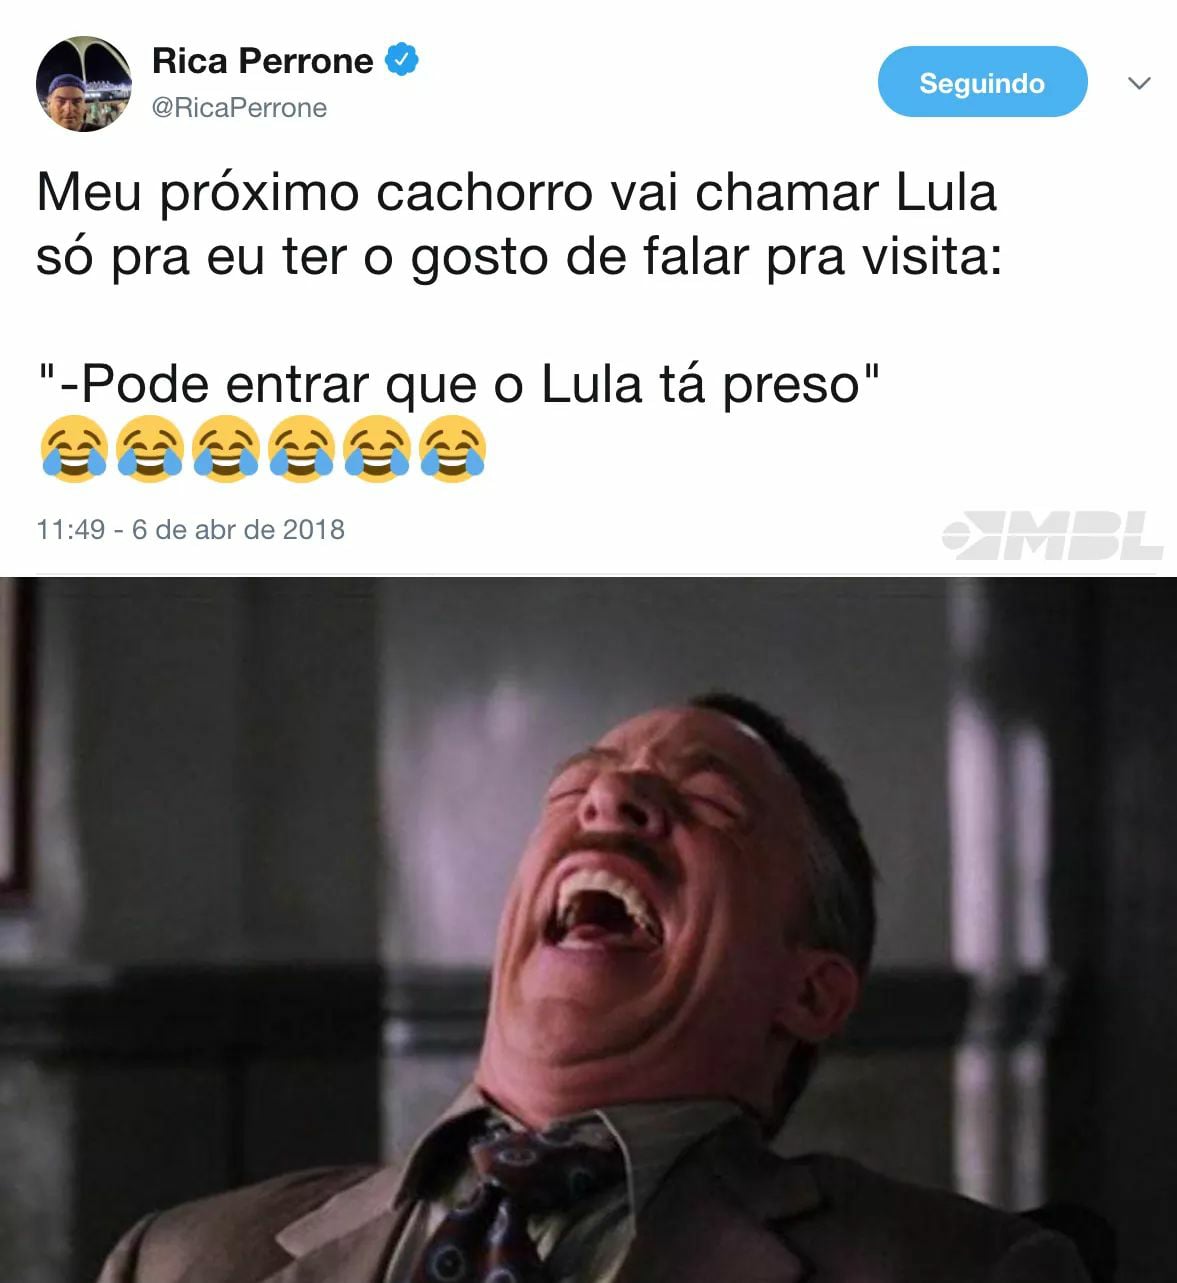 Rica Perrone
@RicaPerrone
Seguindo
Meu próximo cachorro vai chamar Lula
só pra eu ter o gosto de falar pra visita:
"-Pode entrar que o Lula tá preso"
😂😂😂😂😂😂
11:49 - 6 de abr de 2018
MBL